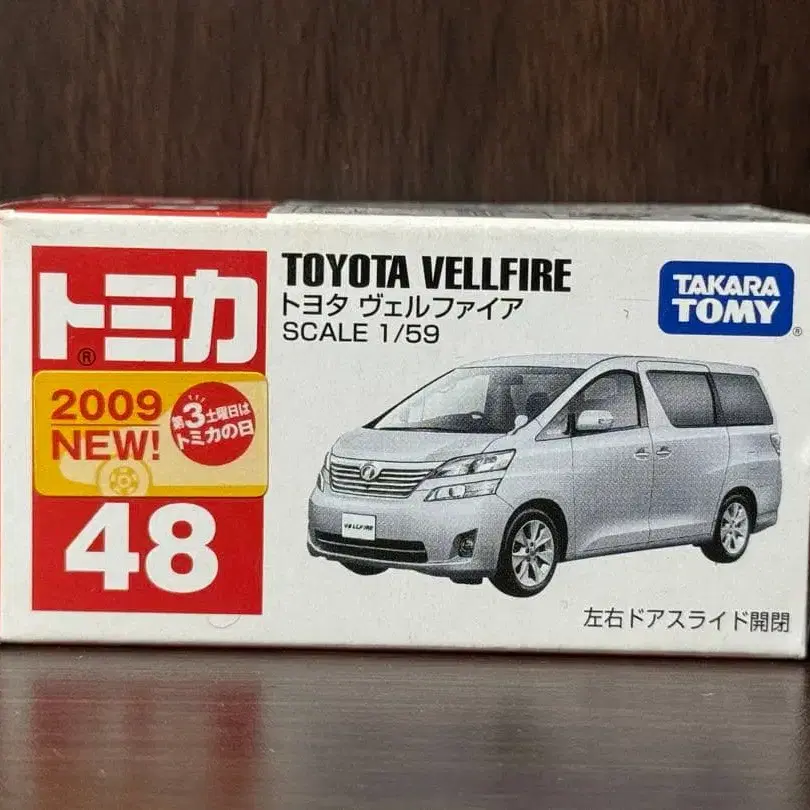 トミカ
®
2009
NEW!
第3土曜日は
トミカの日
48
TOYOTA VELLFIRE
トヨタ ヴェルファイア
SCALE 1/59
TAKARA
TOMY
®
VELLFIRE
左右ドアスライド開閉